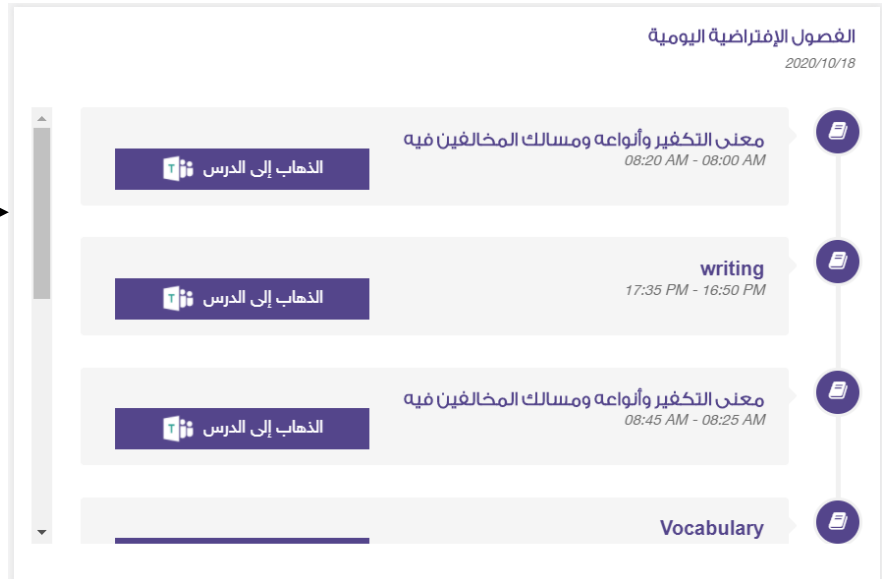 الفصول الإفتراضية اليومية
2020/10/18
معنى التكفير وأنواعه ومسالك المخالفين فيه
08:20 AM - 08:00 AM
الذهاب إلى الدرس T
writing
17:35 PM - 16:50 PM
الذهاب إلى الدرس T
معنى التكفير وأنواعه ومسالك المخالفين فيه
08:45 AM - 08:25 AM
الذهاب إلى الدرس T
Vocabulary